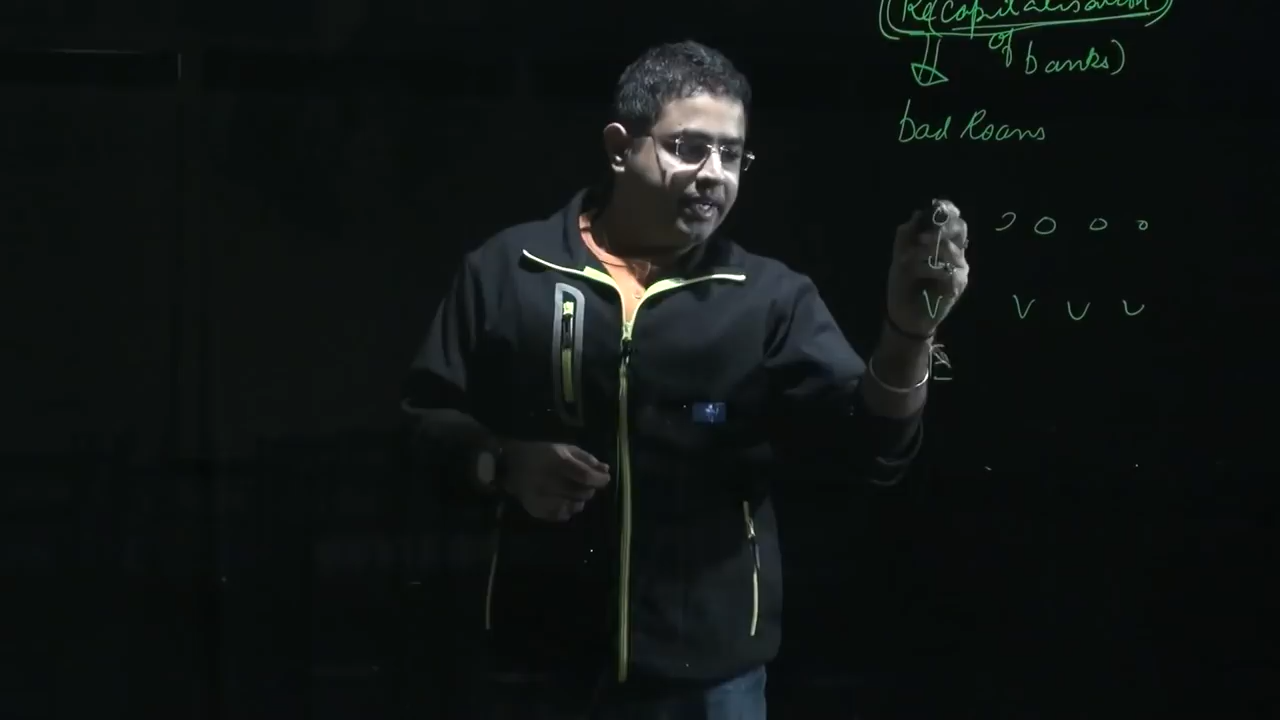 (Recapitalisation
of banks)
bad loans
o o o o
v v v v